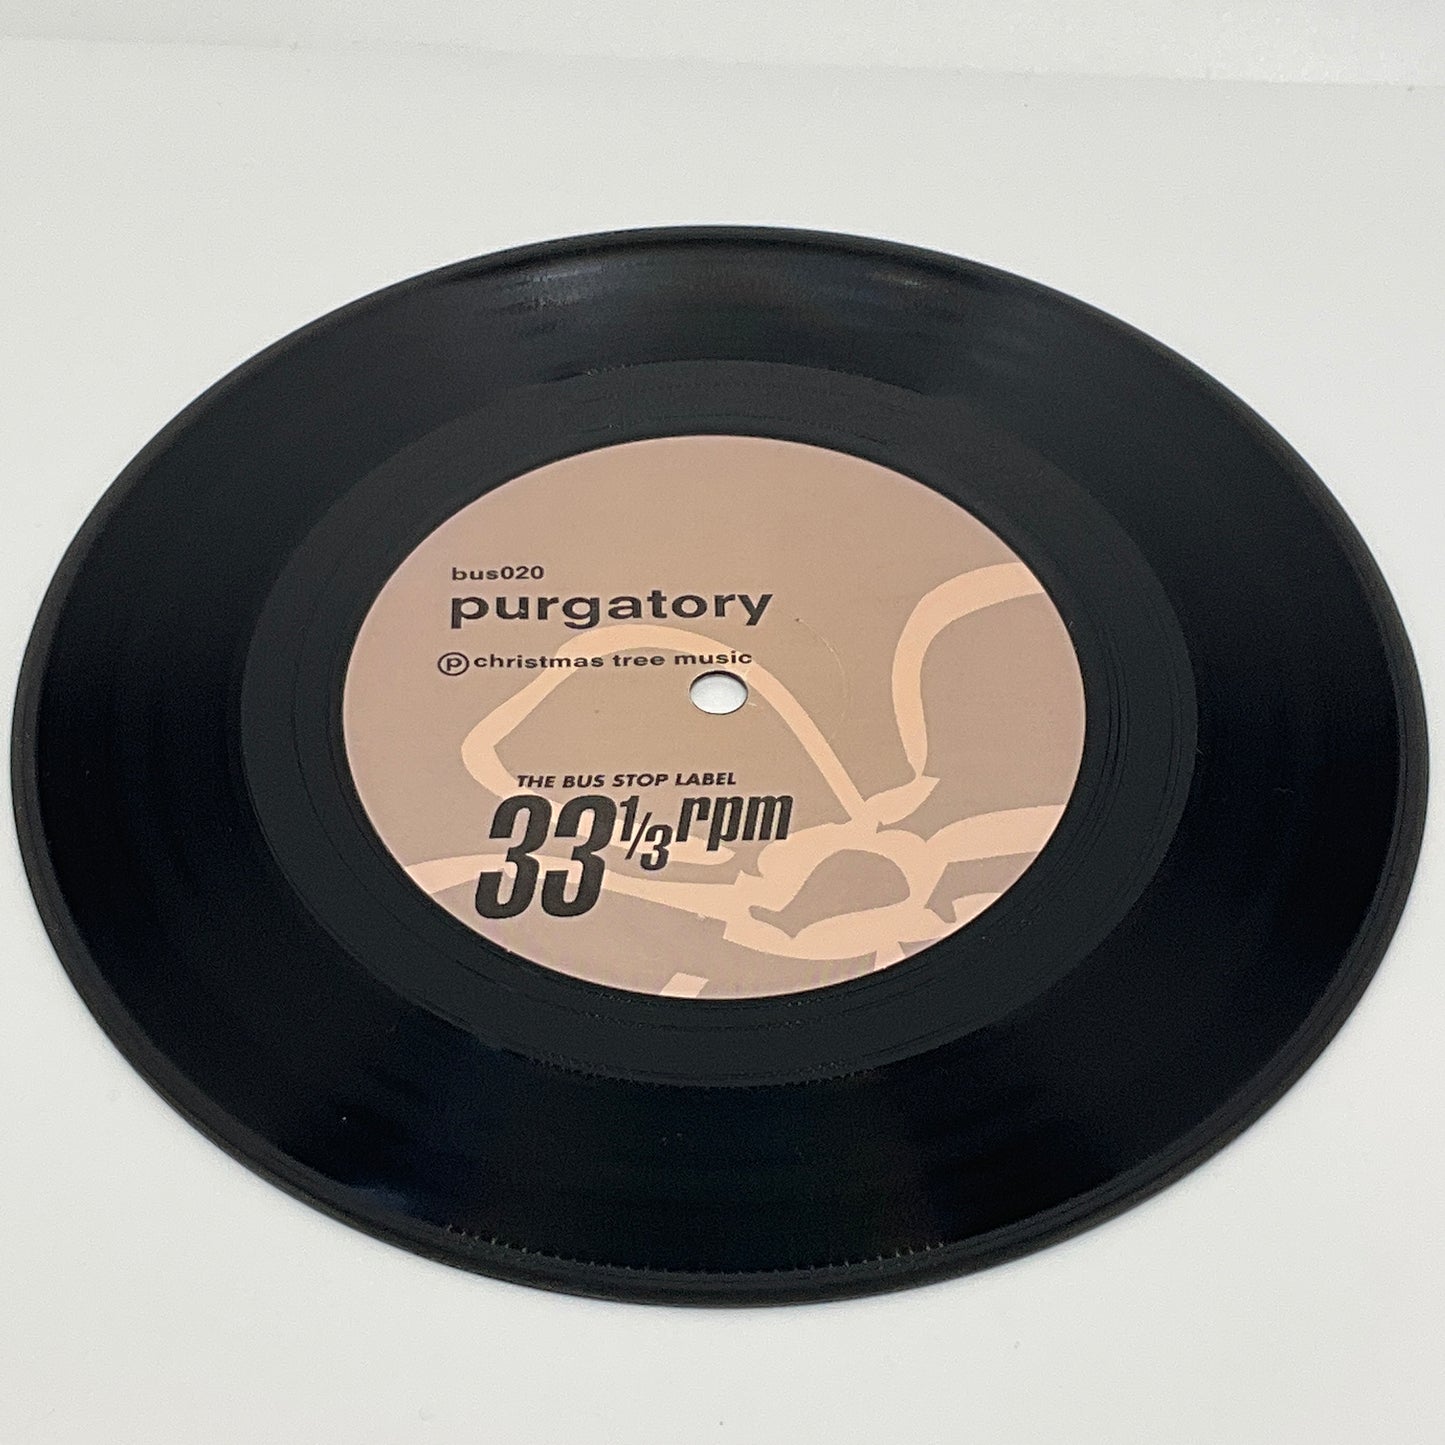 bus020
purgatory
℗christmas tree music
THE BUS STOP LABEL
33 1/3 rpm